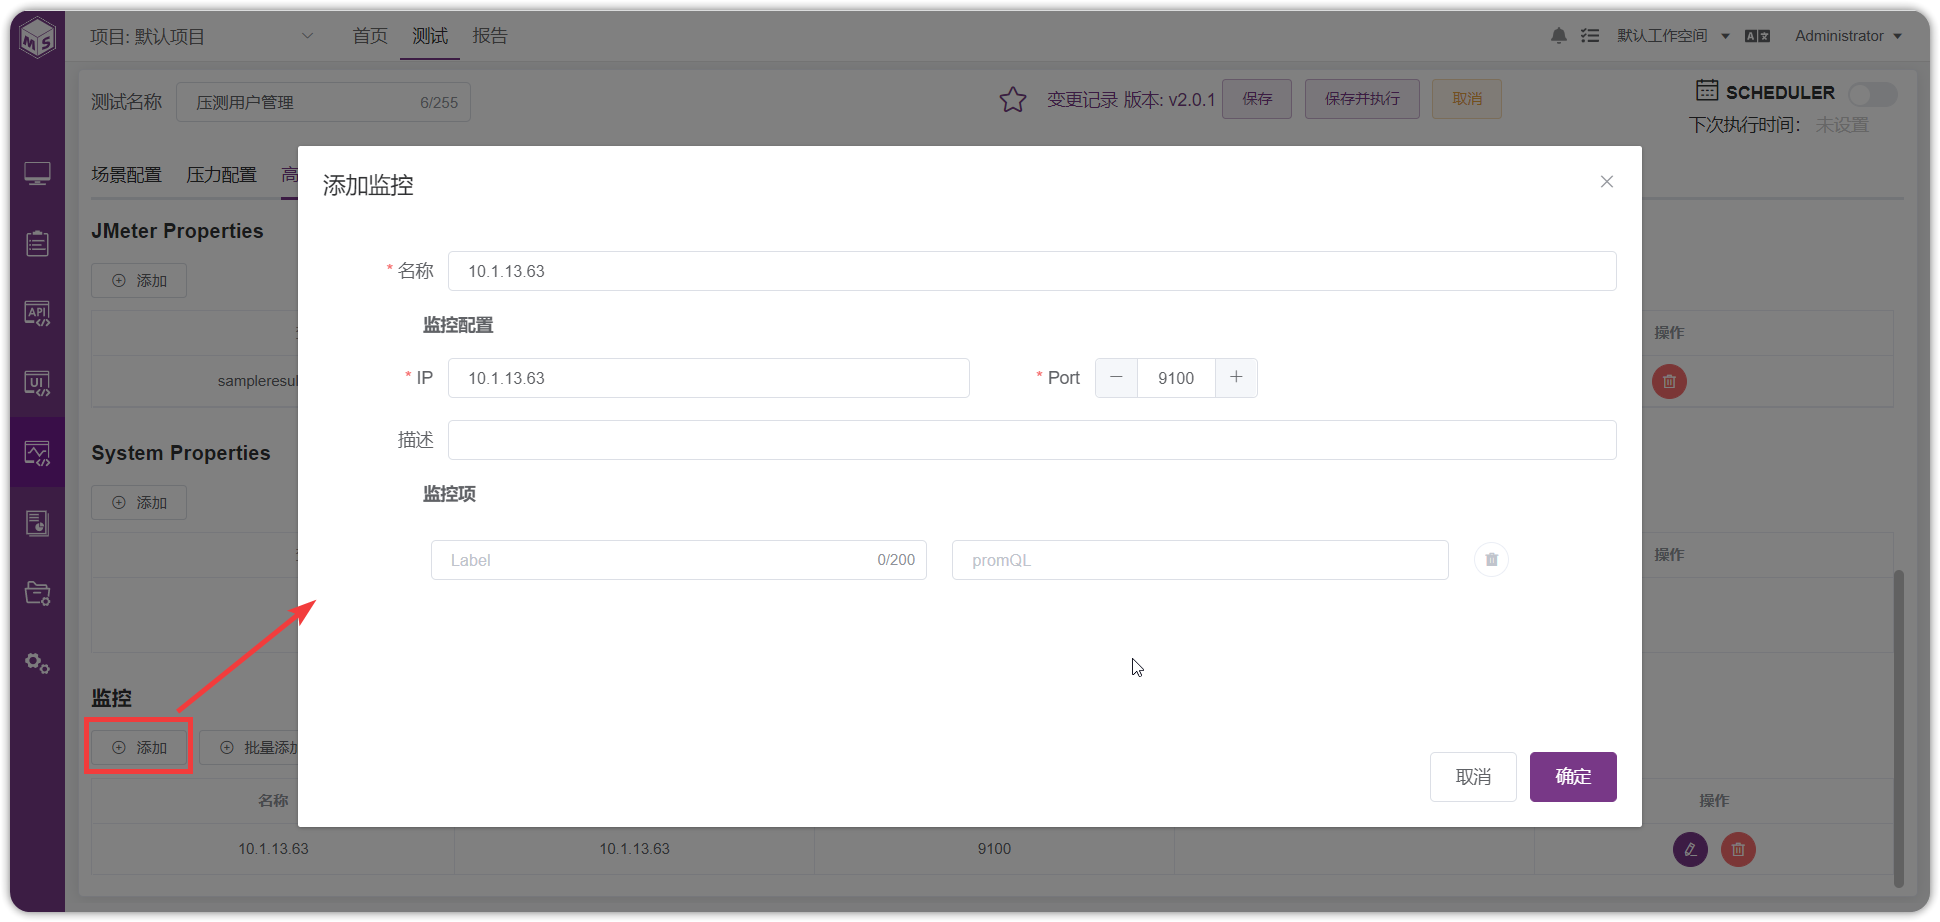 MS
项目: 默认项目
首页 测试 报告
默认工作空间
Administrator
测试名称 压测用户管理 6/255
变更记录 版本: v2.0.1 保存 保存并执行 取消
SCHEDULER
下次执行时间： 未设置
场景配置 压力配置 高
添加监控
JMeter Properties
添加
* 名称 10.1.13.63
监控配置
操作
* IP 10.1.13.63 * Port 9100
sampleresul
描述
System Properties
监控项
添加
Label 0/200 promQL
操作
监控
添加 批量添加
取消 确定
名称 操作
10.1.13.63 10.1.13.63 9100
API
UI